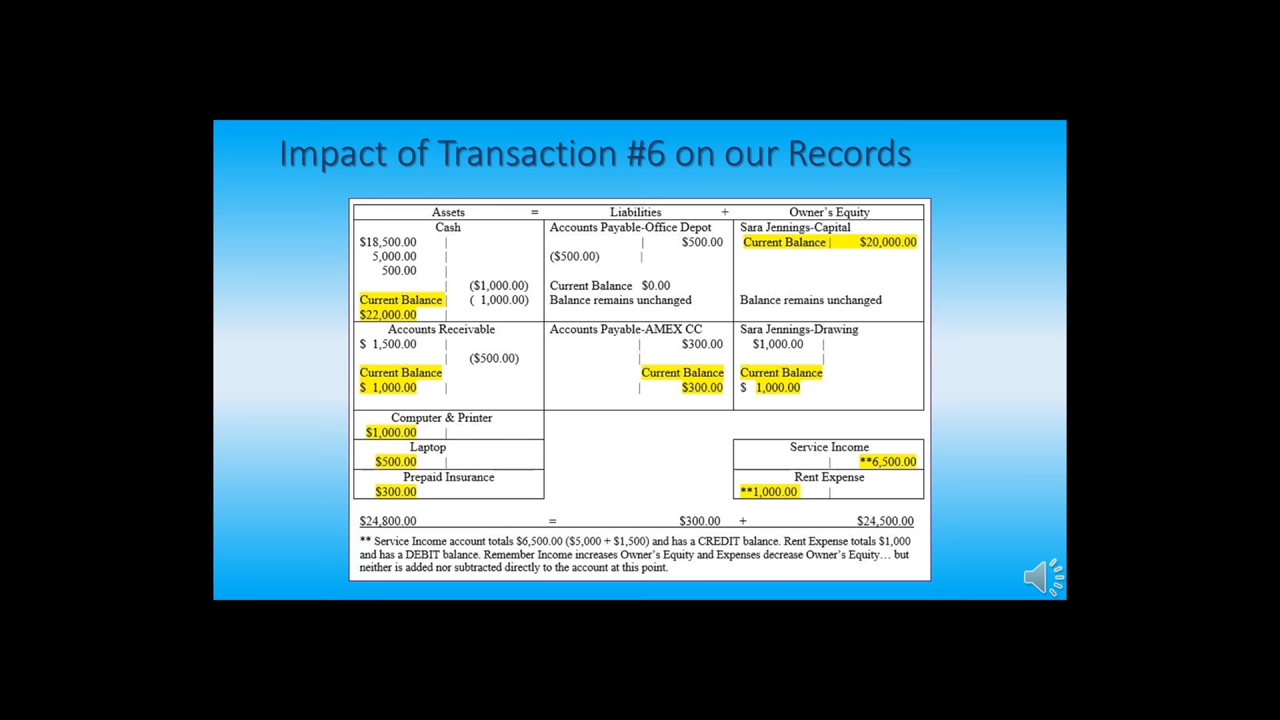 Impact of Transaction #6 on our Records
Assets = Liabilities + Owner's Equity
Cash
$18,500.00 |
5,000.00 |
500.00 |
| ($1,000.00)
Current Balance | ( 1,000.00)
$22,000.00 |
Accounts Payable-Office Depot
| $500.00
($500.00) |
Current Balance $0.00
Balance remains unchanged
Sara Jennings-Capital
Current Balance | $20,000.00
Balance remains unchanged
Accounts Receivable
$ 1,500.00 |
| ($500.00)
Current Balance |
$ 1,000.00 |
Accounts Payable-AMEX CC
| $300.00
|
| Current Balance
| $300.00
Sara Jennings-Drawing
$1,000.00 |
|
Current Balance
$ 1,000.00
Computer & Printer
$1,000.00 |
Laptop
$500.00 |
Prepaid Insurance
$300.00 |
Service Income
| **6,500.00
Rent Expense
**1,000.00 |
$24,800.00 = $300.00 + $24,500.00
** Service Income account totals $6,500.00 ($5,000 + $1,500) and has a CREDIT balance. Rent Expense totals $1,000
and has a DEBIT balance. Remember Income increases Owner's Equity and Expenses decrease Owner's Equity… but
neither is added nor subtracted directly to the account at this point.